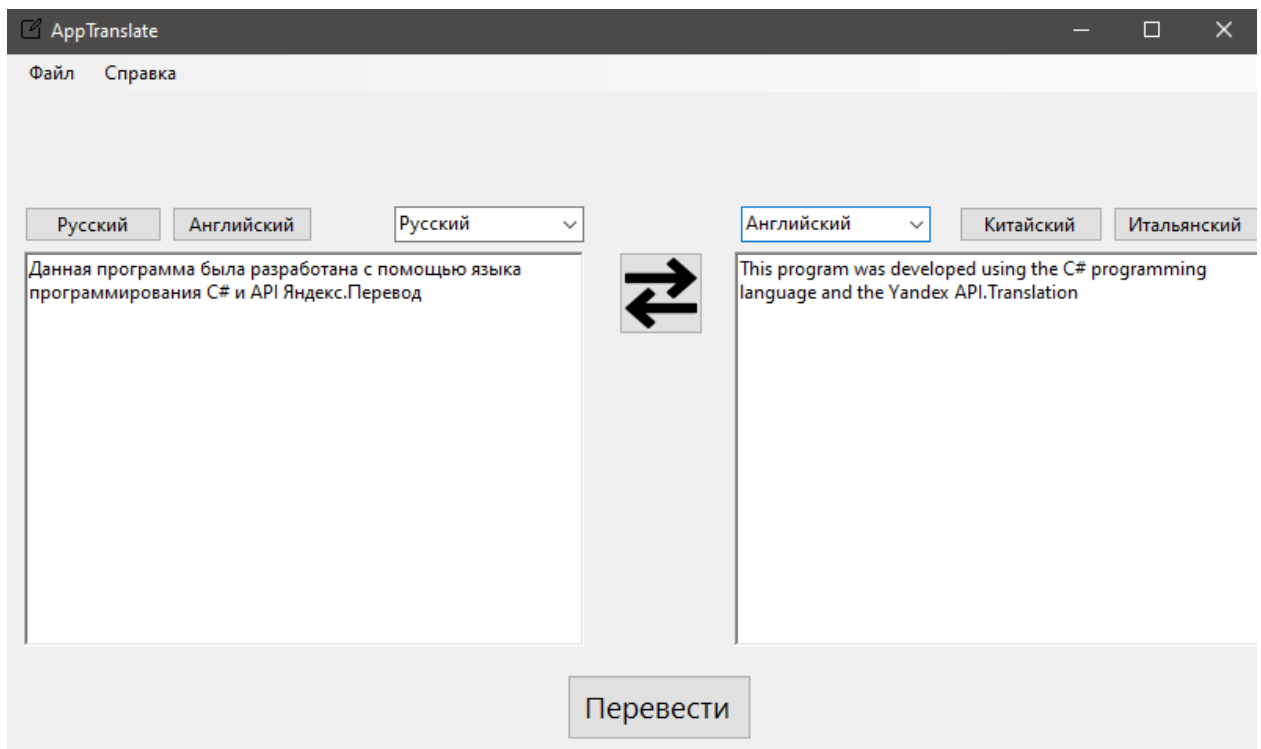 AppTranslate
Файл Справка
Русский Английский Русский Английский Китайский Итальянский
Данная программа была разработана с помощью языка
программирования C# и API Яндекс.Перевод
This program was developed using the C# programming
language and the Yandex API.Translation
Перевести